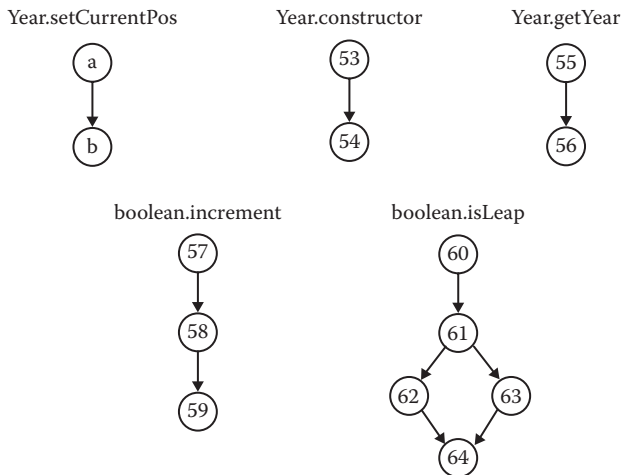 Year.setCurrentPos Year.constructor Year.getYear
a 53 55
b 54 56
boolean.increment boolean.isLeap
57 60
58 61
62 63
59
64